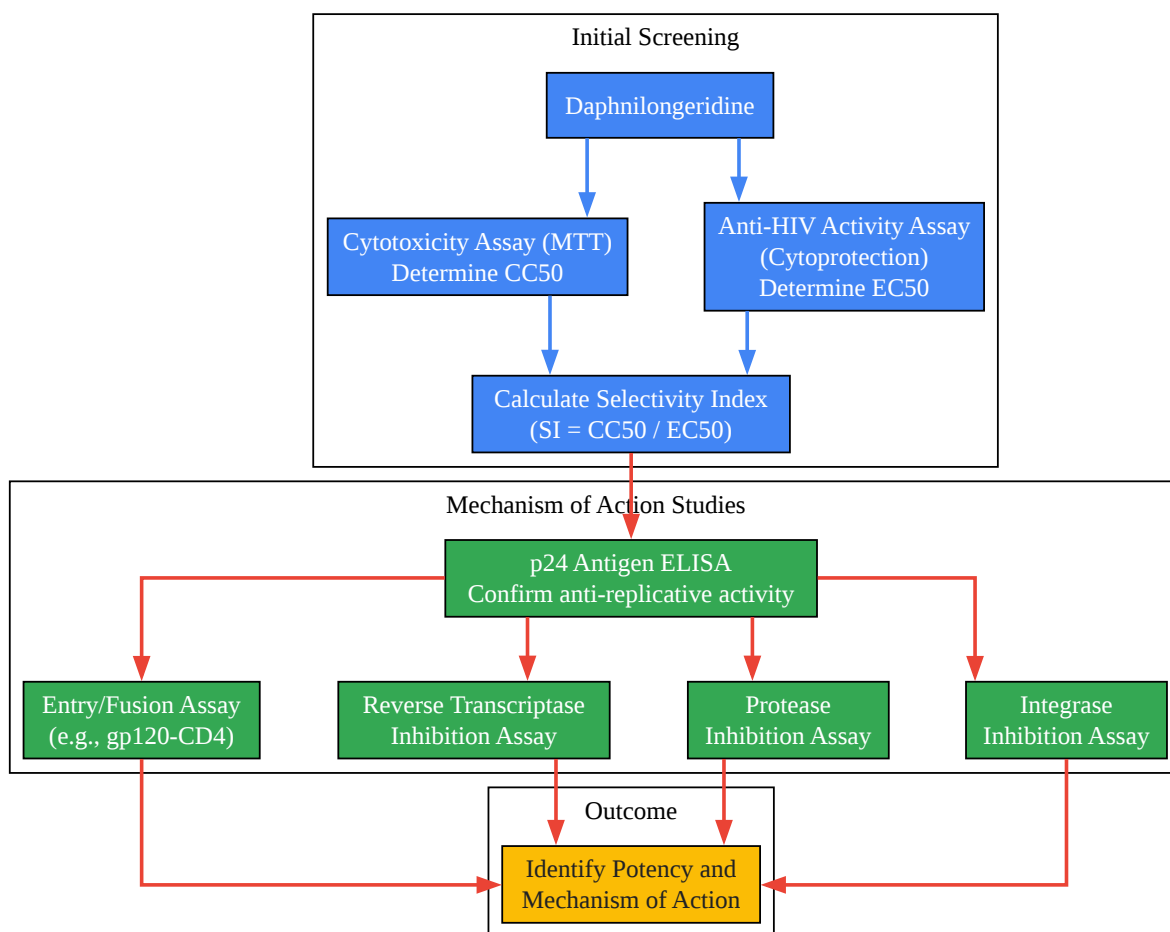 Initial Screening
Daphnilongeridine
Cytotoxicity Assay (MTT)
Determine CC50
Anti-HIV Activity Assay
(Cytoprotection)
Determine EC50
Calculate Selectivity Index
(SI = CC50 / EC50)
Mechanism of Action Studies
p24 Antigen ELISA
Confirm anti-replicative activity
Entry/Fusion Assay
(e.g., gp120-CD4)
Reverse Transcriptase
Inhibition Assay
Protease
Inhibition Assay
Integrase
Inhibition Assay
Outcome
Identify Potency and
Mechanism of Action